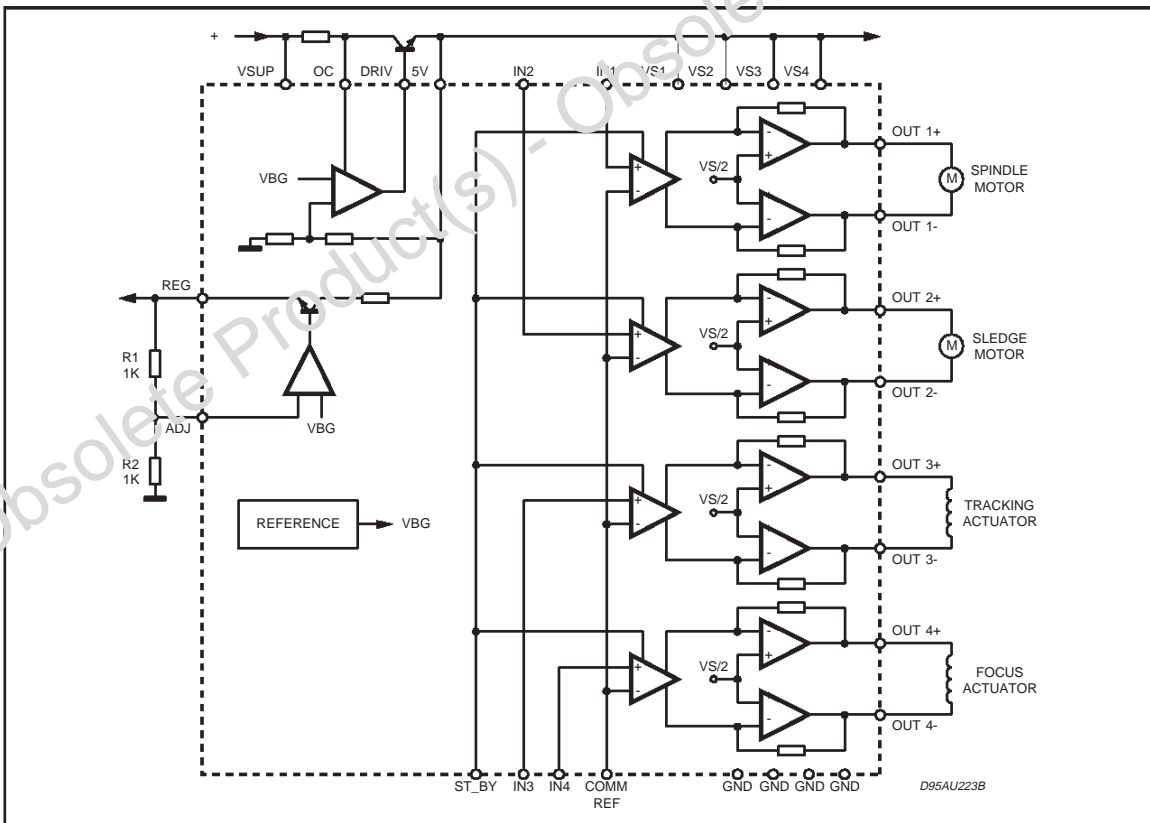 +
VSUP OC DRIV 5V IN2 IN1 VS1 VS2 VS3 VS4
OUT 1+
VBG
VS/2
SPINDLE
MOTOR
M
OUT 1-
REG
OUT 2+
VS/2
SLEDGE
MOTOR
M
OUT 2-
R1
1K
ADJ
VBG
R2
1K
OUT 3+
VS/2
TRACKING
ACTUATOR
OUT 3-
REFERENCE
VBG
OUT 4+
VS/2
FOCUS
ACTUATOR
OUT 4-
ST_BY IN3 IN4 COMM
REF
GND GND GND GND
D95AU223B
Obsolete Product(s) - Obsolete